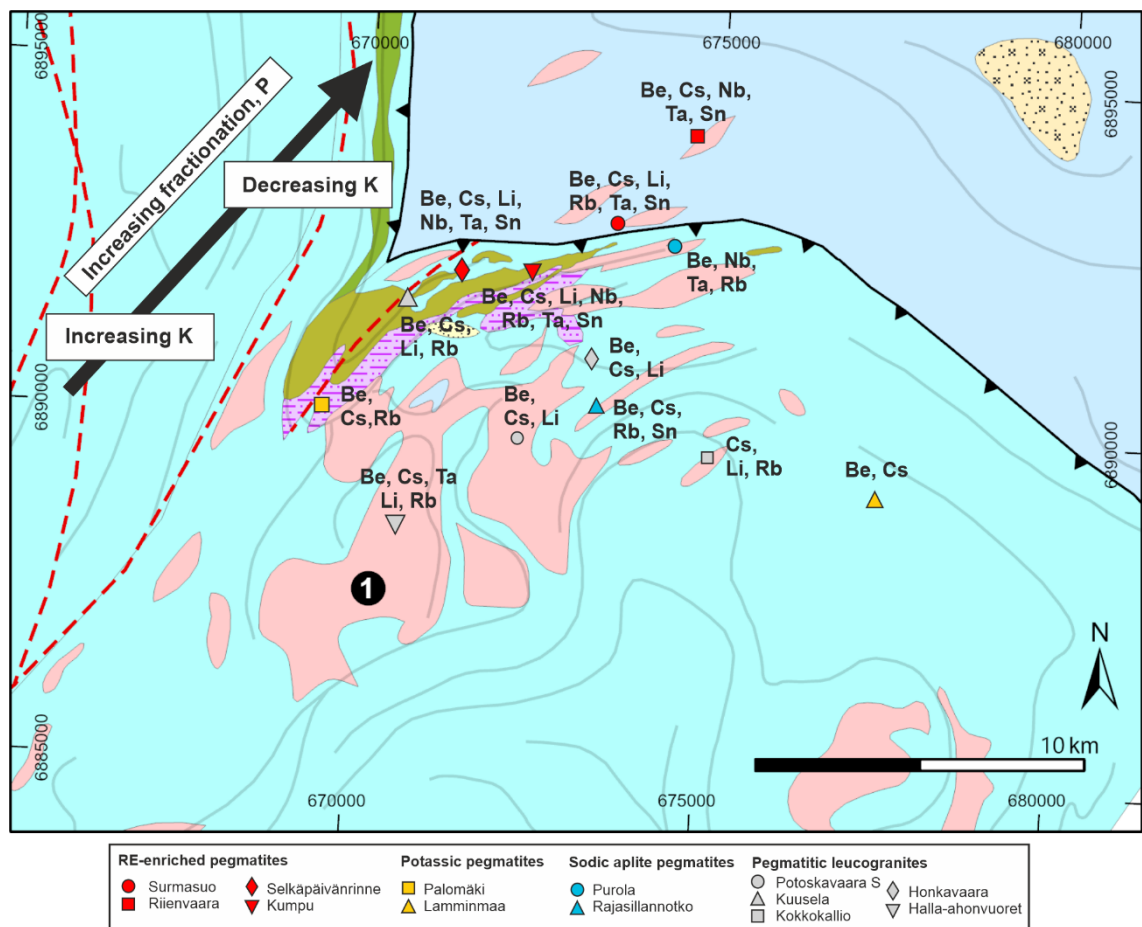 670000
675000
680000
6895000
6895000
Increasing fractionation, P
Decreasing K
Increasing K
Be, Cs, Nb,
Ta, Sn
Be, Cs, Li,
Nb, Ta, Sn
Be, Cs, Li,
Rb, Ta, Sn
Be, Nb,
Ta, Rb
Be, Cs,
Li, Rb
Be, Cs, Li, Nb,
Rb, Ta, Sn
Be,
Cs, Li
6890000
Be,
Cs,Rb
Be,
Cs, Li
Be, Cs,
Rb, Sn
Cs,
Li, Rb
Be, Cs
6890000
Be, Cs, Ta
Li, Rb
1
N
10 km
6885000
670000
675000
680000
RE-enriched pegmatites
Surmasuo
Riienvaara
Selkäpäivänrinne
Kumpu
Potassic pegmatites
Palomäki
Lamminmaa
Sodic aplite pegmatites
Purola
Rajasillannotko
Pegmatitic leucogranites
Potoskavaara S
Kuusela
Kokkokallio
Honkavaara
Halla-ahonvuoret